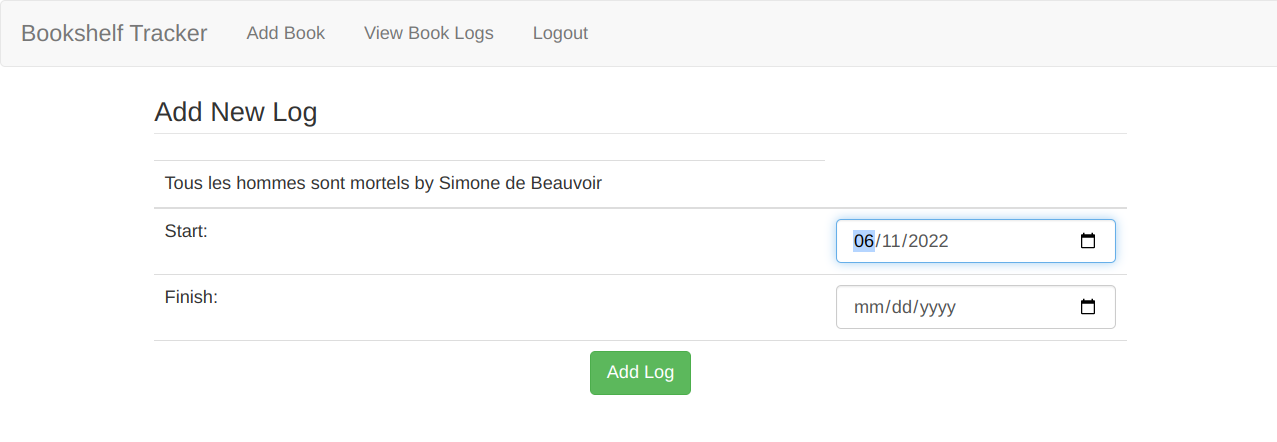 Bookshelf Tracker Add Book View Book Logs Logout
Add New Log
Tous les hommes sont mortels by Simone de Beauvoir
Start: 06/11/2022
Finish: mm/dd/yyyy
Add Log